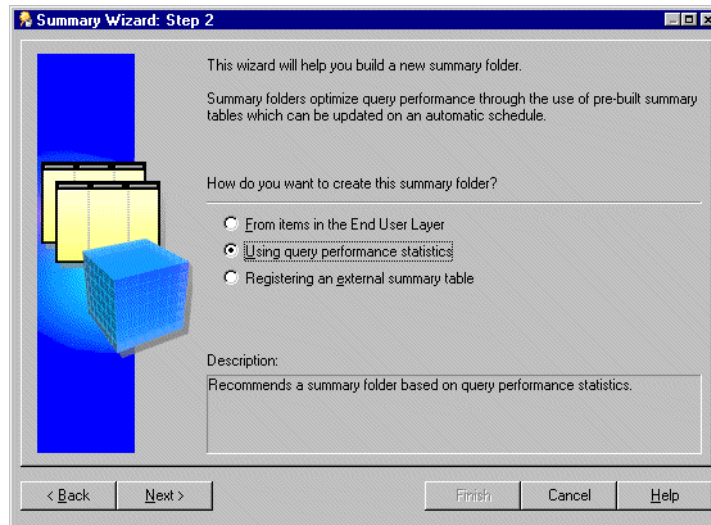 Summary Wizard: Step 2
This wizard will help you build a new summary folder.
Summary folders optimize query performance through the use of pre-built summary
tables which can be updated on an automatic schedule.
How do you want to create this summary folder?
From items in the End User Layer
Using query performance statistics
Registering an external summary table
Description:
Recommends a summary folder based on query performance statistics.
< Back
Next >
Finish
Cancel
Help